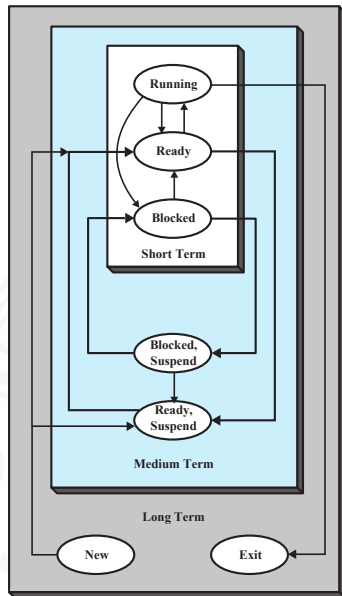 Running
Ready
Blocked
Short Term
Blocked,
Suspend
Ready,
Suspend
Medium Term
Long Term
New
Exit